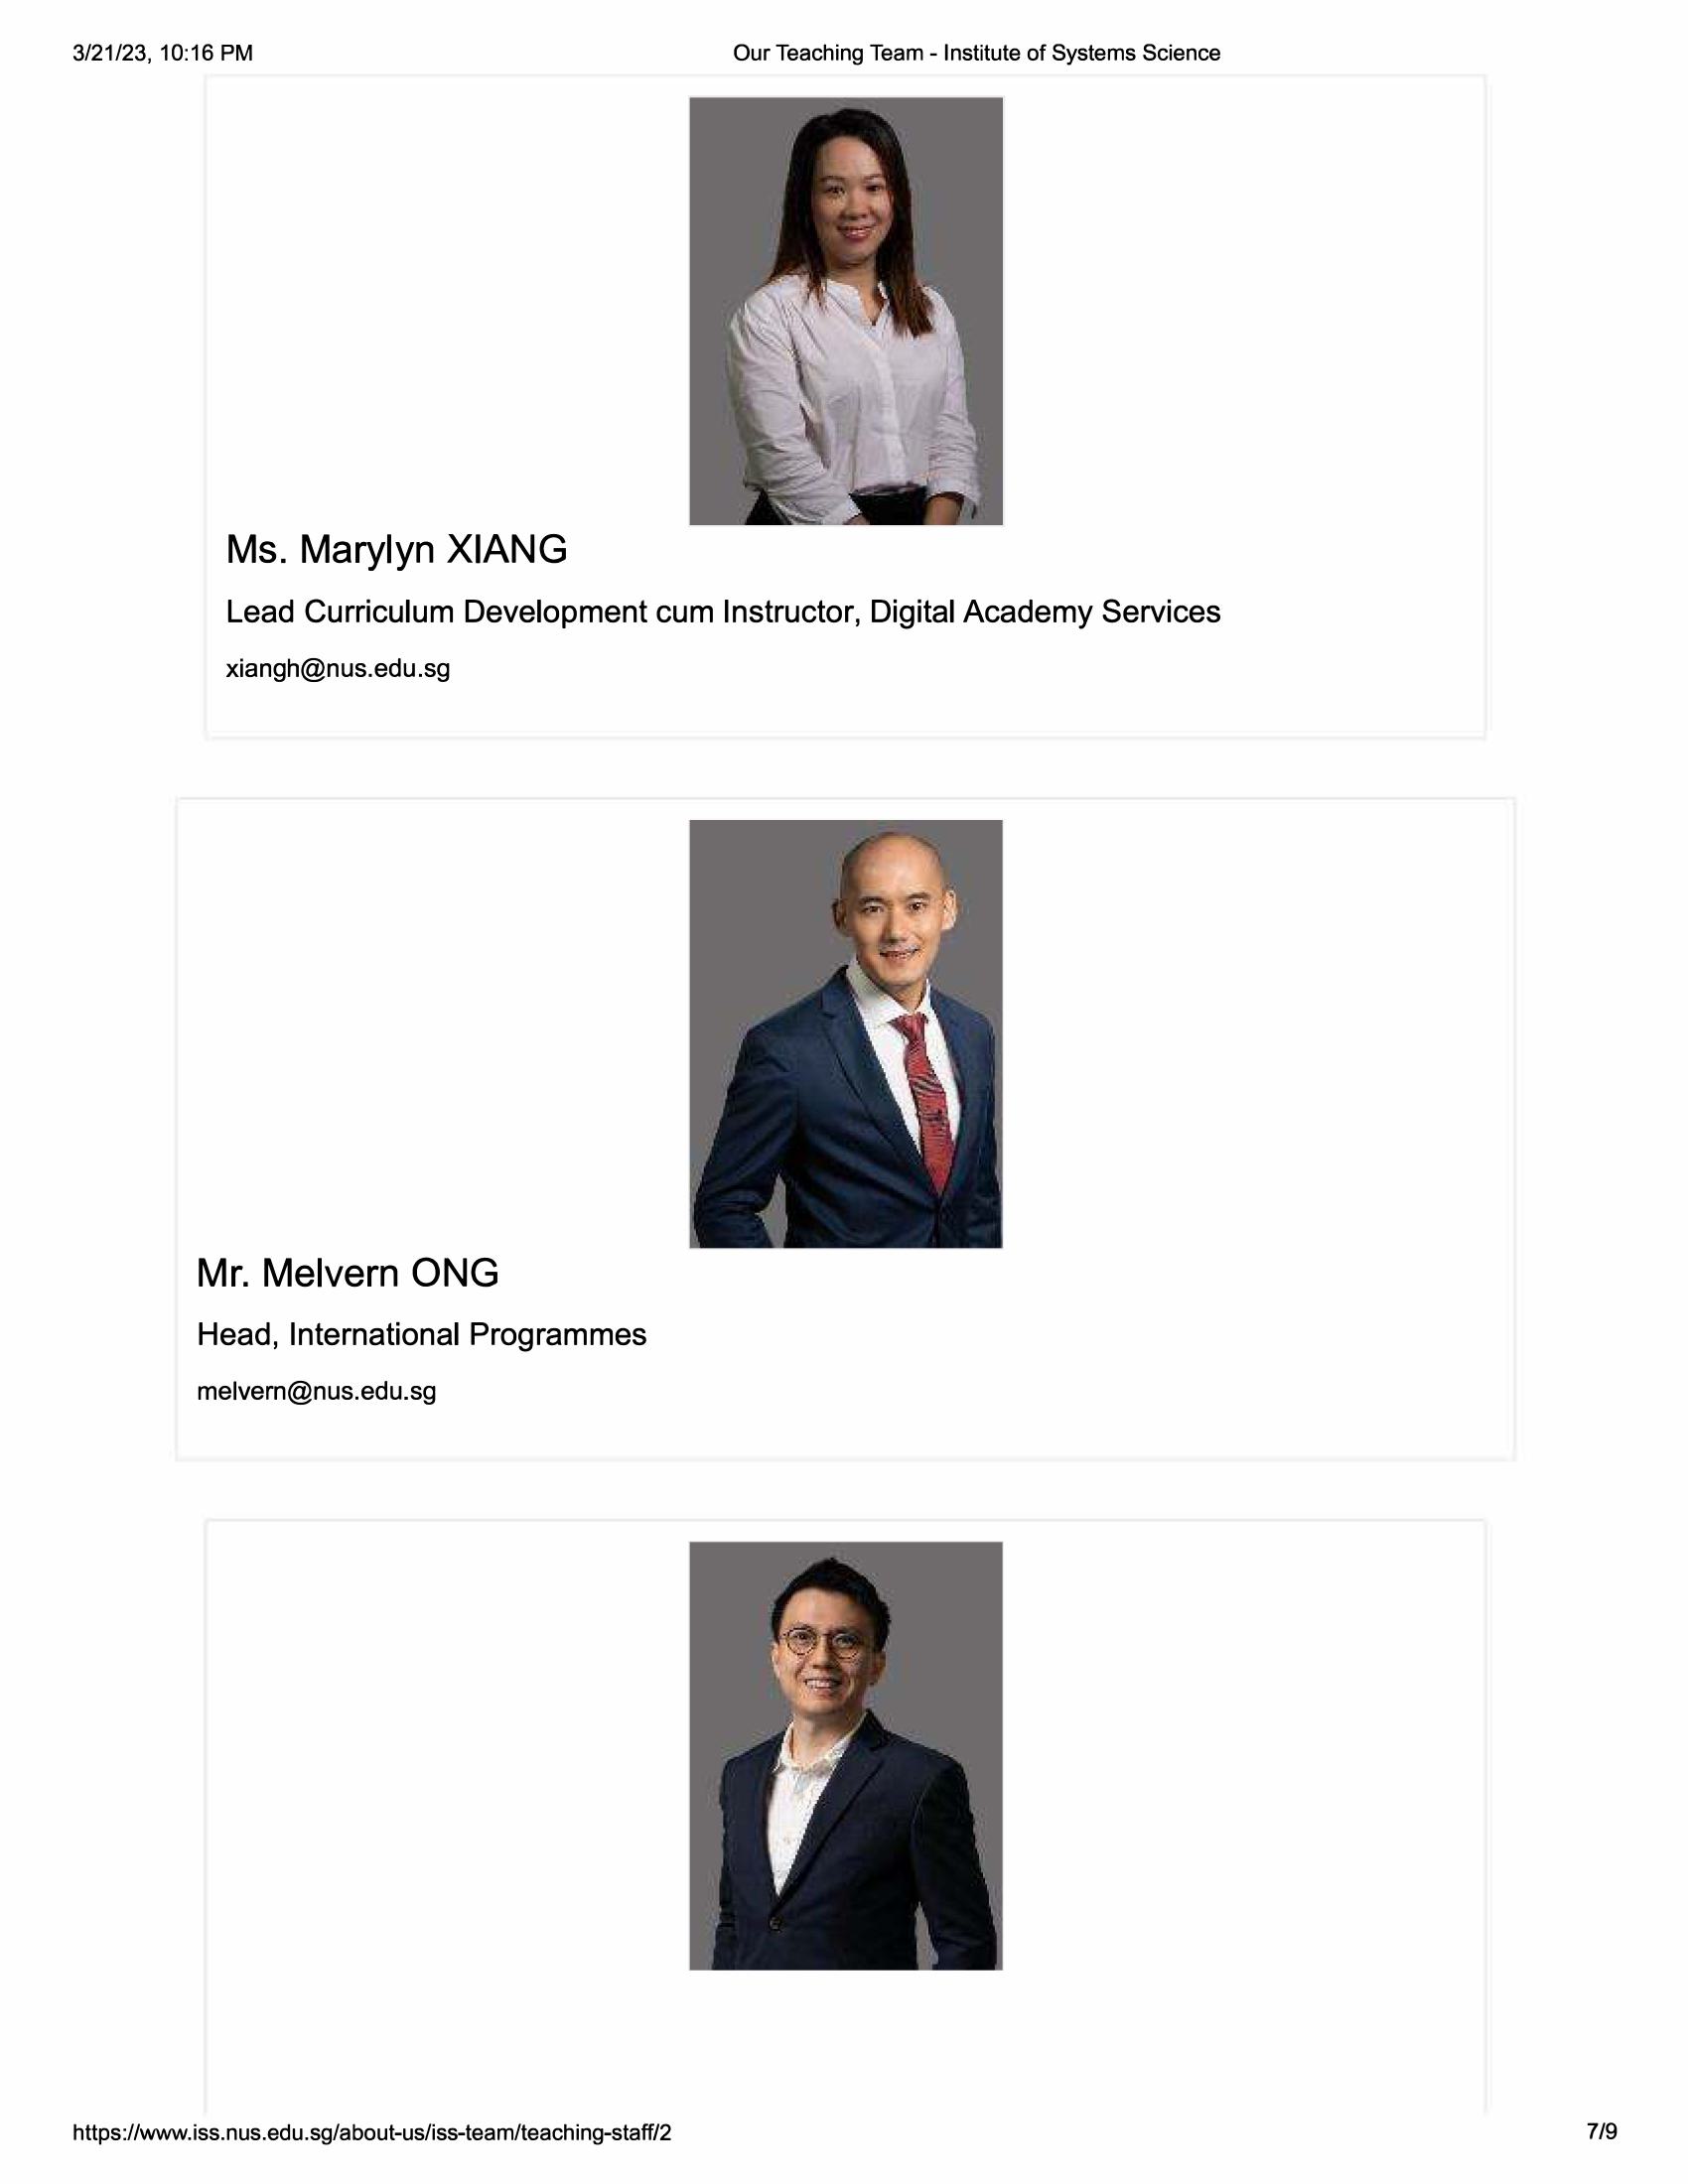 3/21/23, 10:16 PM
Our Teaching Team - Institute of Systems Science
Ms. Marylyn XIANG
Lead Curriculum Development cum Instructor, Digital Academy Services
xiangh@nus.edu.sg
Mr. Melvern ONG
Head, International Programmes
melvern@nus.edu.sg
https://www.iss.nus.edu.sg/about-us/iss-team/teaching-staff/2
7/9